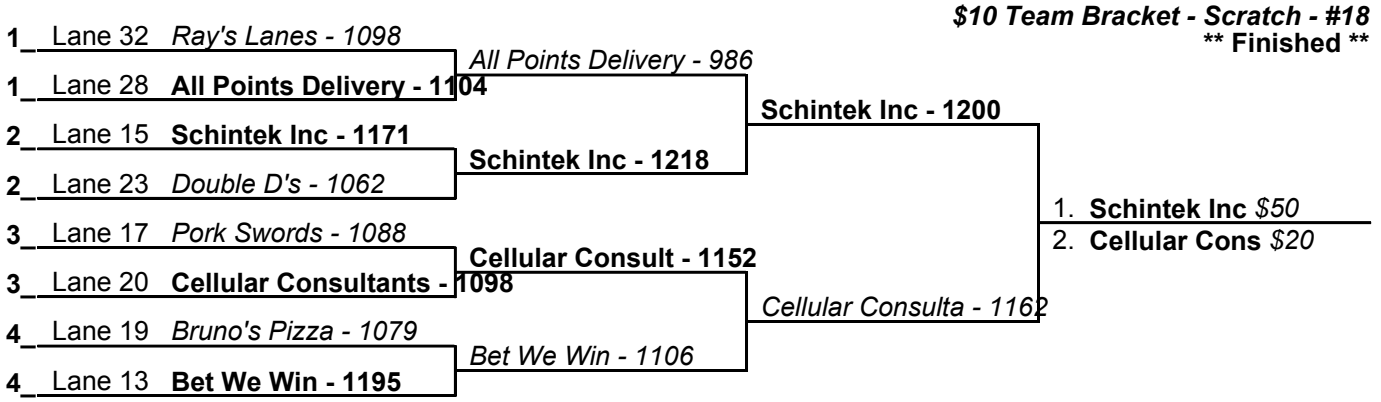 $10 Team Bracket - Scratch - #18
** Finished **
1_ Lane 32 Ray's Lanes - 1098
All Points Delivery - 986
1_ Lane 28 All Points Delivery - 1104
Schintek Inc - 1200
2_ Lane 15 Schintek Inc - 1171
Schintek Inc - 1218
2_ Lane 23 Double D's - 1062
1. Schintek Inc $50
3_ Lane 17 Pork Swords - 1088
2. Cellular Cons $20
Cellular Consult - 1152
3_ Lane 20 Cellular Consultants - 1098
Cellular Consulta - 1162
4_ Lane 19 Bruno's Pizza - 1079
Bet We Win - 1106
4_ Lane 13 Bet We Win - 1195